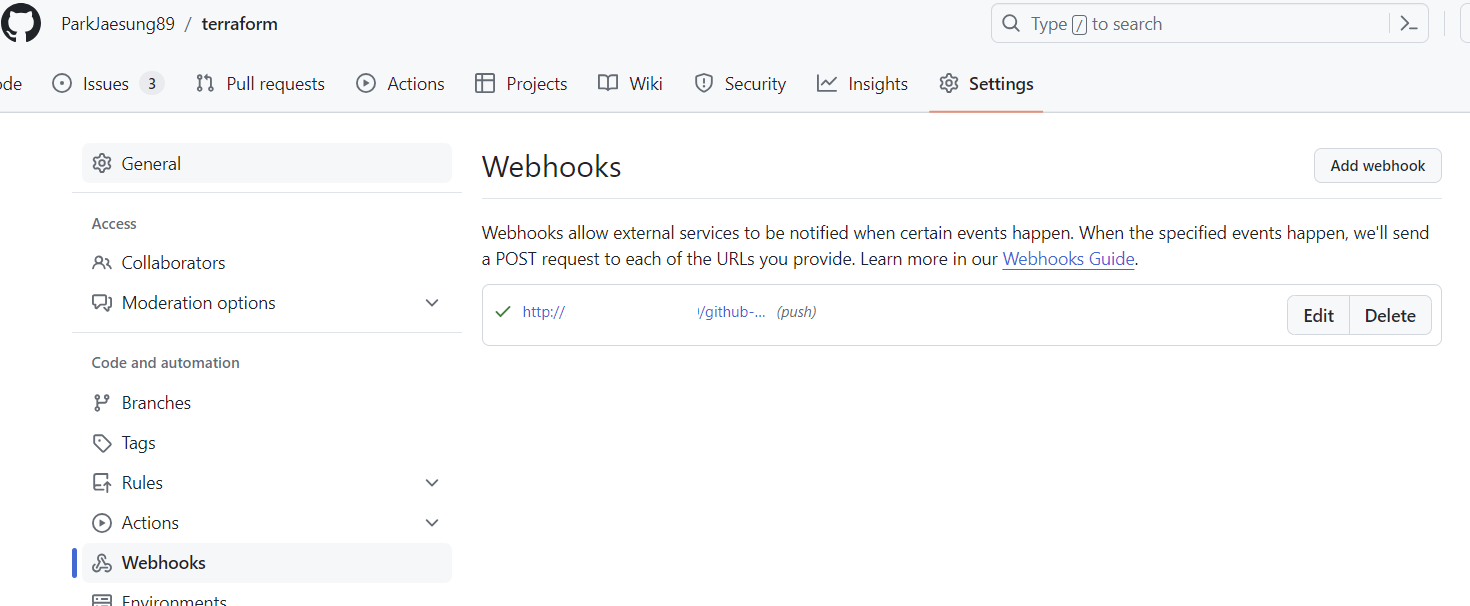 ParkJaesung89 / terraform
Type / to search
de
Issues 3
Pull requests
Actions
Projects
Wiki
Security
Insights
Settings
General
Access
Collaborators
Moderation options
Code and automation
Branches
Tags
Rules
Actions
Webhooks
Environments
Webhooks
Add webhook
Webhooks allow external services to be notified when certain events happen. When the specified events happen, we'll send
a POST request to each of the URLs you provide. Learn more in our Webhooks Guide.
http:// /github-... (push)
Edit
Delete